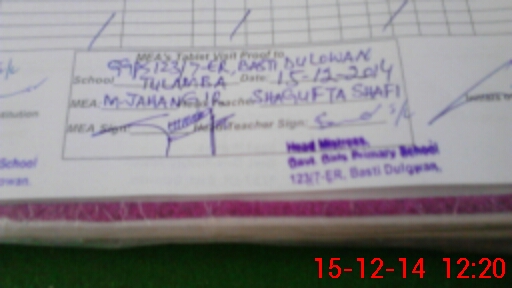 MEA's Tablet Visit Proof to
School GGPS 123/7-ER, BASTI DULOWAN
TULAMBA Date: 15-12-2014
MEA: M-JAHANGIR Teacher SHAGUFTA SHAFI
MEA Sign: Teacher Sign:
Head Mistress,
Govt. Girls Primary School
123/7-ER, Basti Dulowan,
School
owan,
15-12-14 12:20